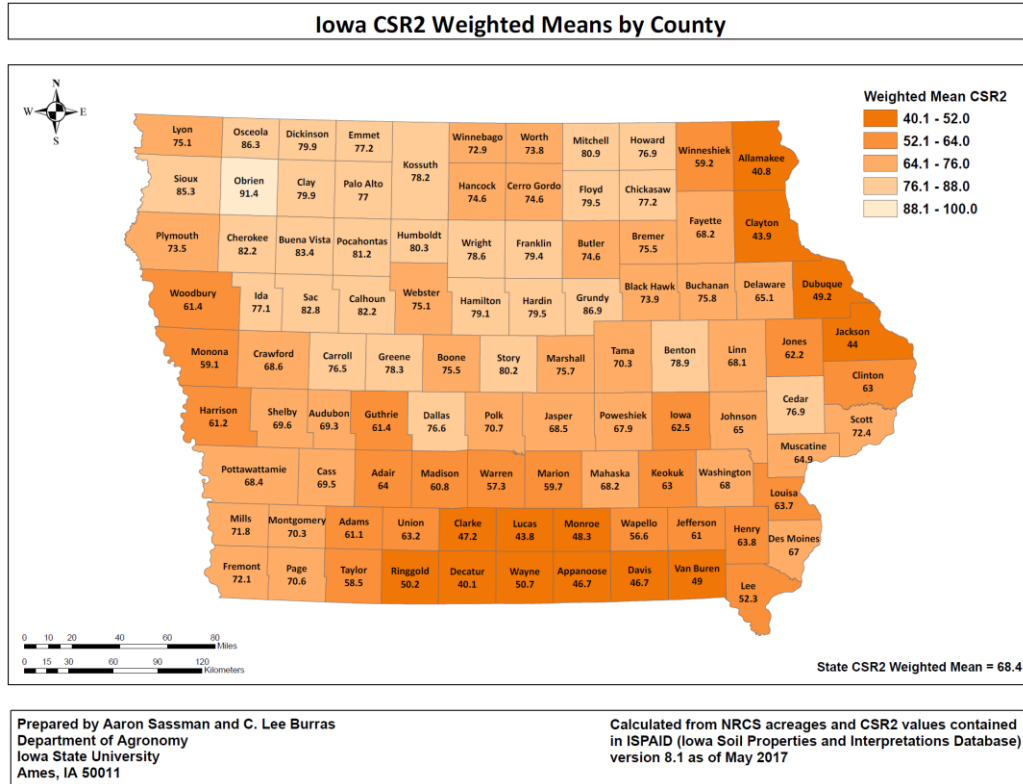 Iowa CSR2 Weighted Means by County
N
W E
S
Weighted Mean CSR2
40.1 - 52.0
52.1 - 64.0
64.1 - 76.0
76.1 - 88.0
88.1 - 100.0
Lyon
75.1
Osceola
86.3
Dickinson
79.9
Emmet
77.2
Kossuth
78.2
Winnebago
72.9
Worth
73.8
Mitchell
80.9
Howard
76.9
Winneshiek
59.2
Allamakee
40.8
Sioux
85.3
Obrien
91.4
Clay
79.9
Palo Alto
77
Hancock
74.6
Cerro Gordo
74.6
Floyd
79.5
Chickasaw
77.2
Fayette
68.2
Clayton
43.9
Plymouth
73.5
Cherokee
82.2
Buena Vista
83.4
Pocahontas
81.2
Humboldt
80.3
Wright
78.6
Franklin
79.4
Butler
74.6
Bremer
75.5
Woodbury
61.4
Ida
77.1
Sac
82.8
Calhoun
82.2
Webster
75.1
Hamilton
79.1
Hardin
79.5
Grundy
86.9
Black Hawk
73.9
Buchanan
75.8
Delaware
65.1
Dubuque
49.2
Monona
59.1
Crawford
68.6
Carroll
76.5
Greene
78.3
Boone
75.5
Story
80.2
Marshall
75.7
Tama
70.3
Benton
78.9
Linn
68.1
Jones
62.2
Jackson
44
Clinton
63
Harrison
61.2
Shelby
69.6
Audubon
69.3
Guthrie
61.4
Dallas
76.6
Polk
70.7
Jasper
68.5
Poweshiek
67.9
Iowa
62.5
Johnson
65
Cedar
76.9
Scott
72.4
Muscatine
64.9
Pottawattamie
68.4
Cass
69.5
Adair
64
Madison
60.8
Warren
57.3
Marion
59.7
Mahaska
68.2
Keokuk
63
Washington
68
Louisa
63.7
Mills
71.8
Montgomery
70.3
Adams
61.1
Union
63.2
Clarke
47.2
Lucas
43.8
Monroe
48.3
Wapello
56.6
Jefferson
61
Henry
63.8
Des Moines
67
Fremont
72.1
Page
70.6
Taylor
58.5
Ringgold
50.2
Decatur
40.1
Wayne
50.7
Appanoose
46.7
Davis
46.7
Van Buren
49
Lee
52.3
0 10 20 40 60 80
Miles
0 15 30 60 90 120
Kilometers
State CSR2 Weighted Mean = 68.4
Prepared by Aaron Sassman and C. Lee Burras
Department of Agronomy
Iowa State University
Ames, IA 50011
Calculated from NRCS acreages and CSR2 values contained
in ISPAID (Iowa Soil Properties and Interpretations Database)
version 8.1 as of May 2017